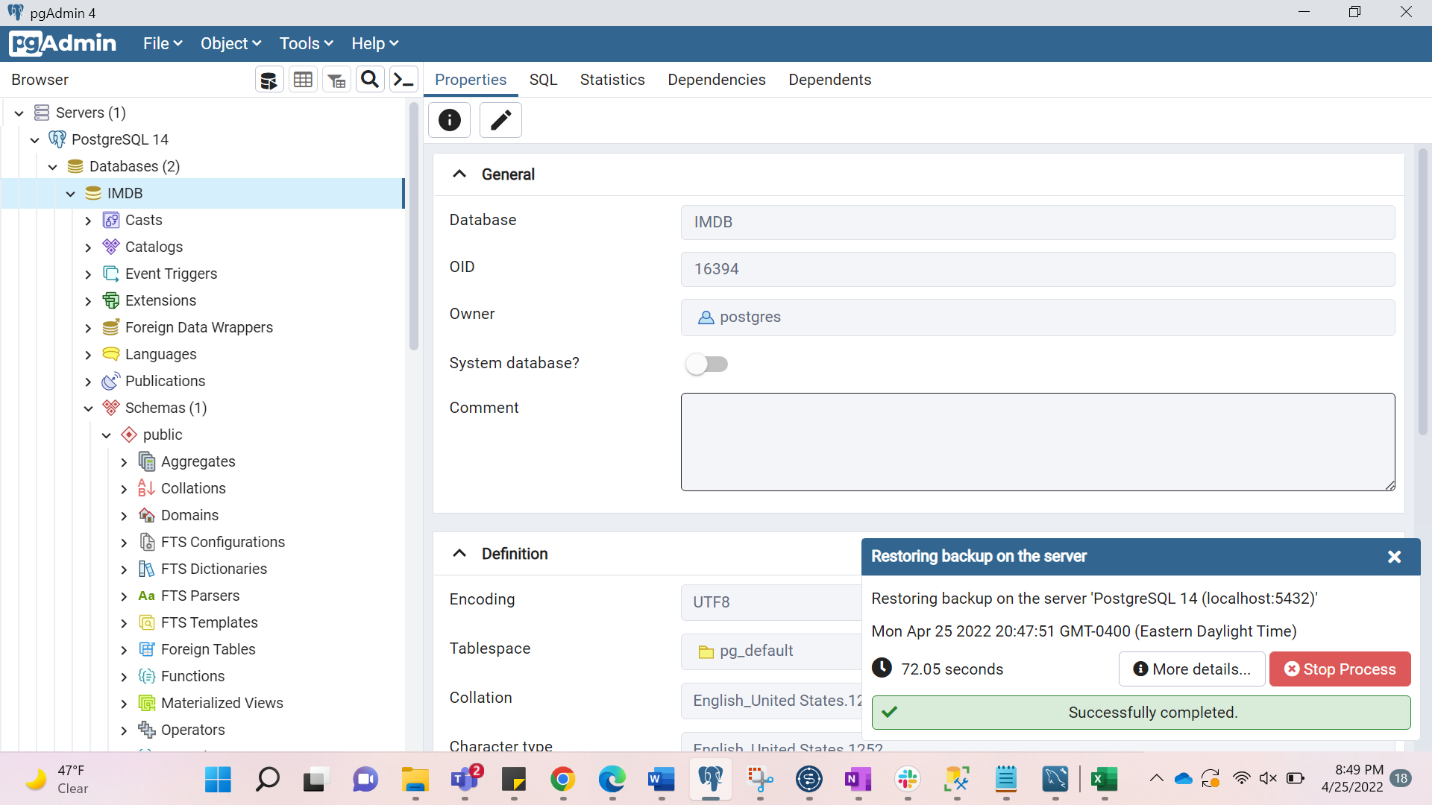 pgAdmin 4
pgAdmin File Object Tools Help
Browser
Properties SQL Statistics Dependencies Dependents
Servers (1)
PostgreSQL 14
Databases (2)
IMDB
Casts
Catalogs
Event Triggers
Extensions
Foreign Data Wrappers
Languages
Publications
Schemas (1)
public
Aggregates
Collations
Domains
FTS Configurations
FTS Dictionaries
Aa FTS Parsers
FTS Templates
Foreign Tables
Functions
Materialized Views
Operators
General
Database IMDB
OID 16394
Owner postgres
System database?
Comment
Definition
Encoding UTF8
Tablespace pg_default
Collation English_United States.12
Character type English_United States.1252
Restoring backup on the server
Restoring backup on the server 'PostgreSQL 14 (localhost:5432)'
Mon Apr 25 2022 20:47:51 GMT-0400 (Eastern Daylight Time)
72.05 seconds More details... Stop Process
Successfully completed.
47°F
Clear
2
8:49 PM
4/25/2022
18